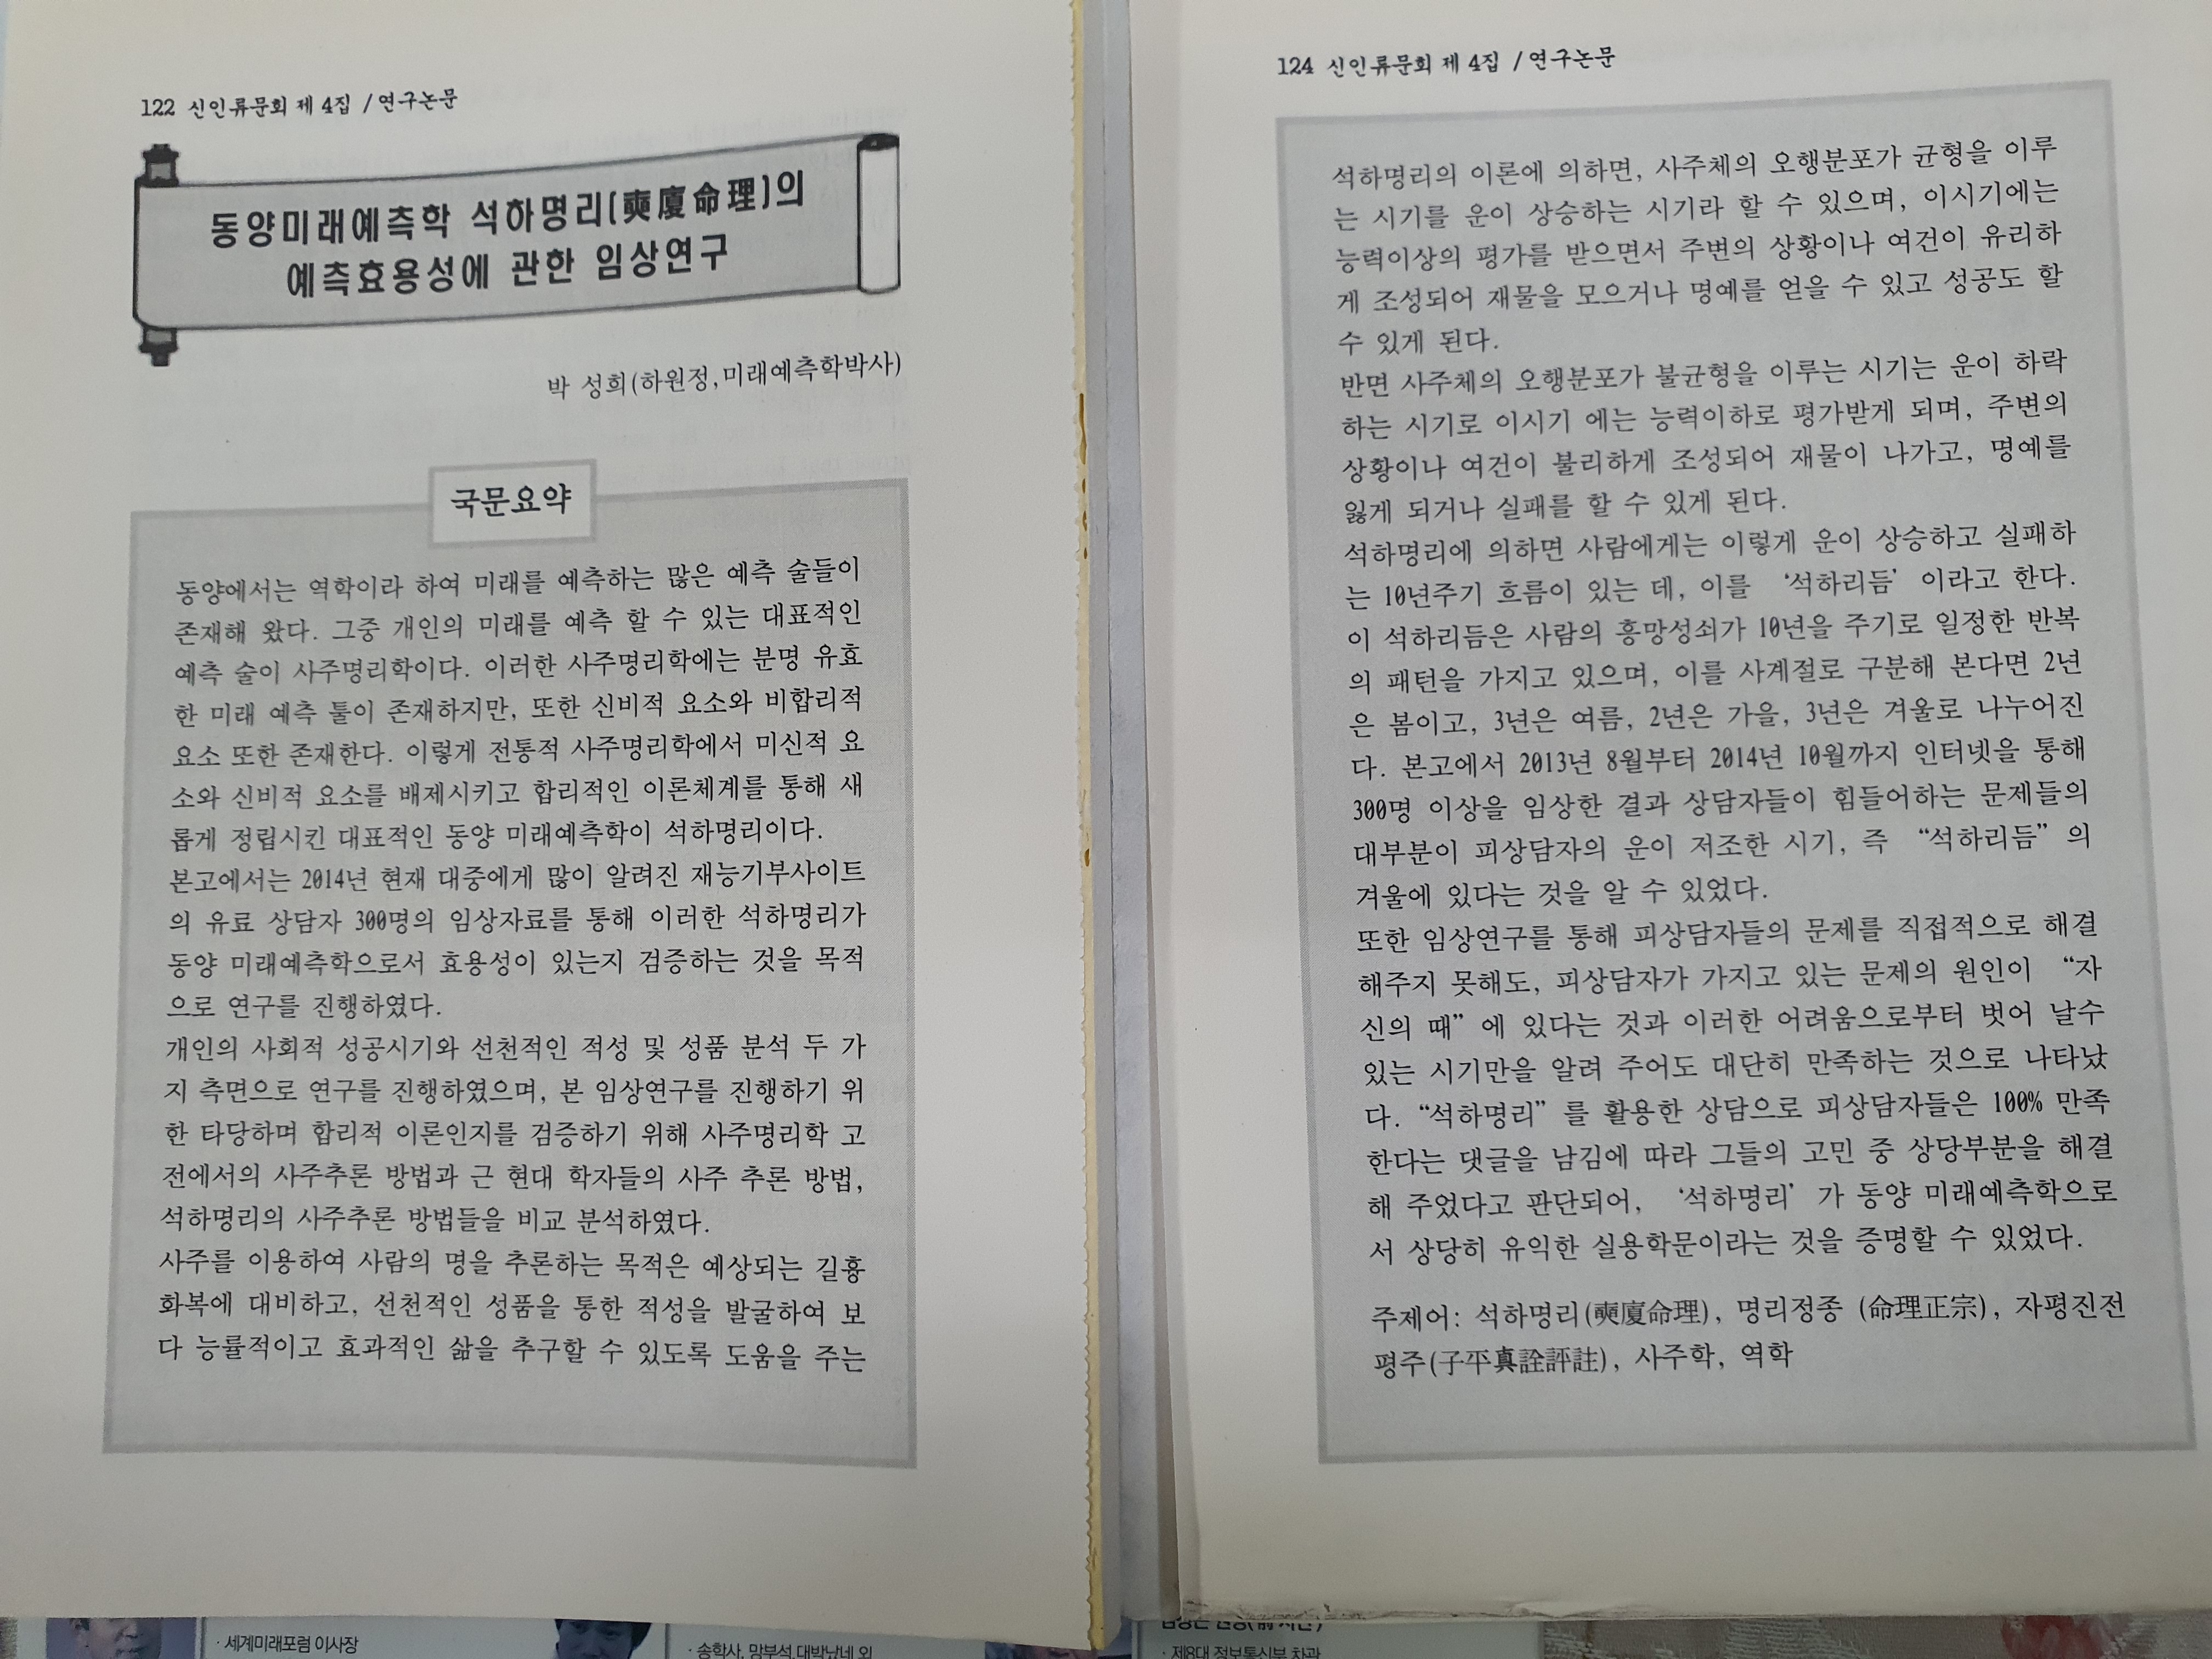 122 신인류문회 제 4집 /연구논문
동양미래예측학 석하명리(奭廈命理)의
예측효용성에 관한 임상연구
박 성희(하원정,미래예측학박사)
국문요약
동양에서는 역학이라 하여 미래를 예측하는 많은 예측 술들이
존재해 왔다. 그중 개인의 미래를 예측 할 수 있는 대표적인
예측 술이 사주명리학이다. 이러한 사주명리학에는 분명 유효
한 미래 예측 툴이 존재하지만, 또한 신비적 요소와 비합리적
요소 또한 존재한다. 이렇게 전통적 사주명리학에서 미신적 요
소와 신비적 요소를 배제시키고 합리적인 이론체계를 통해 새
롭게 정립시킨 대표적인 동양 미래예측학이 석하명리이다.
본고에서는 2014년 현재 대중에게 많이 알려진 재능기부사이트
의 유료 상담자 300명의 임상자료를 통해 이러한 석하명리가
동양 미래예측학으로서 효용성이 있는지 검증하는 것을 목적
으로 연구를 진행하였다.
개인의 사회적 성공시기와 선천적인 적성 및 성품 분석 두 가
지 측면으로 연구를 진행하였으며, 본 임상연구를 진행하기 위
한 타당하며 합리적 이론인지를 검증하기 위해 사주명리학 고
전에서의 사주추론 방법과 근 현대 학자들의 사주 추론 방법,
석하명리의 사주추론 방법들을 비교 분석하였다.
사주를 이용하여 사람의 명을 추론하는 목적은 예상되는 길흉
화복에 대비하고, 선천적인 성품을 통한 적성을 발굴하여 보
다 능률적이고 효과적인 삶을 추구할 수 있도록 도움을 주는
124 신인류문회 제 4집 /연구논문
석하명리의 이론에 의하면, 사주체의 오행분포가 균형을 이루
는 시기를 운이 상승하는 시기라 할 수 있으며, 이시기에는
능력이상의 평가를 받으면서 주변의 상황이나 여건이 유리하
게 조성되어 재물을 모으거나 명예를 얻을 수 있고 성공도 할
수 있게 된다.
반면 사주체의 오행분포가 불균형을 이루는 시기는 운이 하락
하는 시기로 이시기 에는 능력이하로 평가받게 되며, 주변의
상황이나 여건이 불리하게 조성되어 재물이 나가고, 명예를
잃게 되거나 실패를 할 수 있게 된다.
석하명리에 의하면 사람에게는 이렇게 운이 상승하고 실패하
는 10년주기 흐름이 있는 데, 이를 ‘석하리듬’ 이라고 한다.
이 석하리듬은 사람의 흥망성쇠가 10년을 주기로 일정한 반복
의 패턴을 가지고 있으며, 이를 사계절로 구분해 본다면 2년
은 봄이고, 3년은 여름, 2년은 가을, 3년은 겨울로 나누어진
다. 본고에서 2013년 8월부터 2014년 10월까지 인터넷을 통해
300명 이상을 임상한 결과 상담자들이 힘들어하는 문제들의
대부분이 피상담자의 운이 저조한 시기, 즉 “석하리듬” 의
겨울에 있다는 것을 알 수 있었다.
또한 임상연구를 통해 피상담자들의 문제를 직접적으로 해결
해주지 못해도, 피상담자가 가지고 있는 문제의 원인이 “자
신의 때” 에 있다는 것과 이러한 어려움으로부터 벗어 날수
있는 시기만을 알려 주어도 대단히 만족하는 것으로 나타났
다. “석하명리” 를 활용한 상담으로 피상담자들은 100% 만족
한다는 댓글을 남김에 따라 그들의 고민 중 상당부분을 해결
해 주었다고 판단되어, ‘석하명리’ 가 동양 미래예측학으로
서 상당히 유익한 실용학문이라는 것을 증명할 수 있었다.
주제어: 석하명리(奭廈命理), 명리정종 (命理正宗), 자평진전
평주(子平真詮評註), 사주학, 역학
· 세계미래포럼 이사장
· 송학사, 망부석,대박났네 외
· 제8대 정보통신부 차관